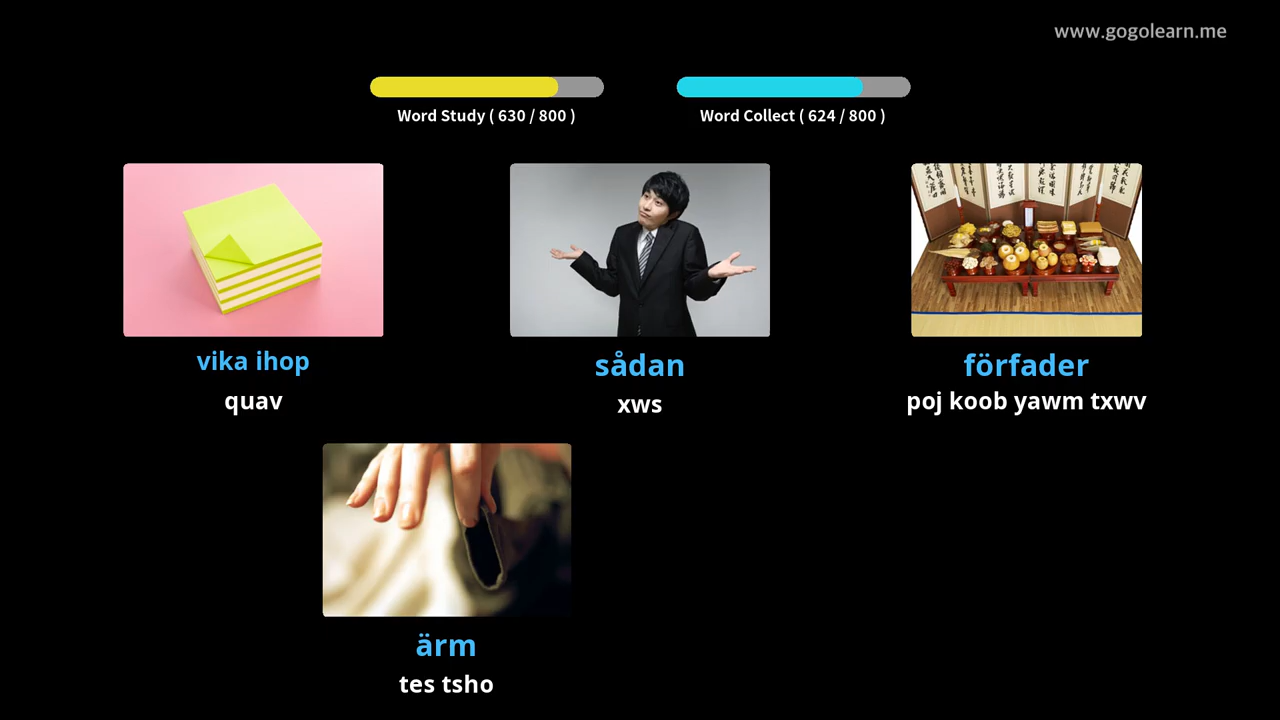 www.gogolearn.me
Word Study ( 630 / 800 )
Word Collect ( 624 / 800 )
vika ihop
quav
sådan
xws
förfader
poj koob yawm txwv
ärm
tes tsho